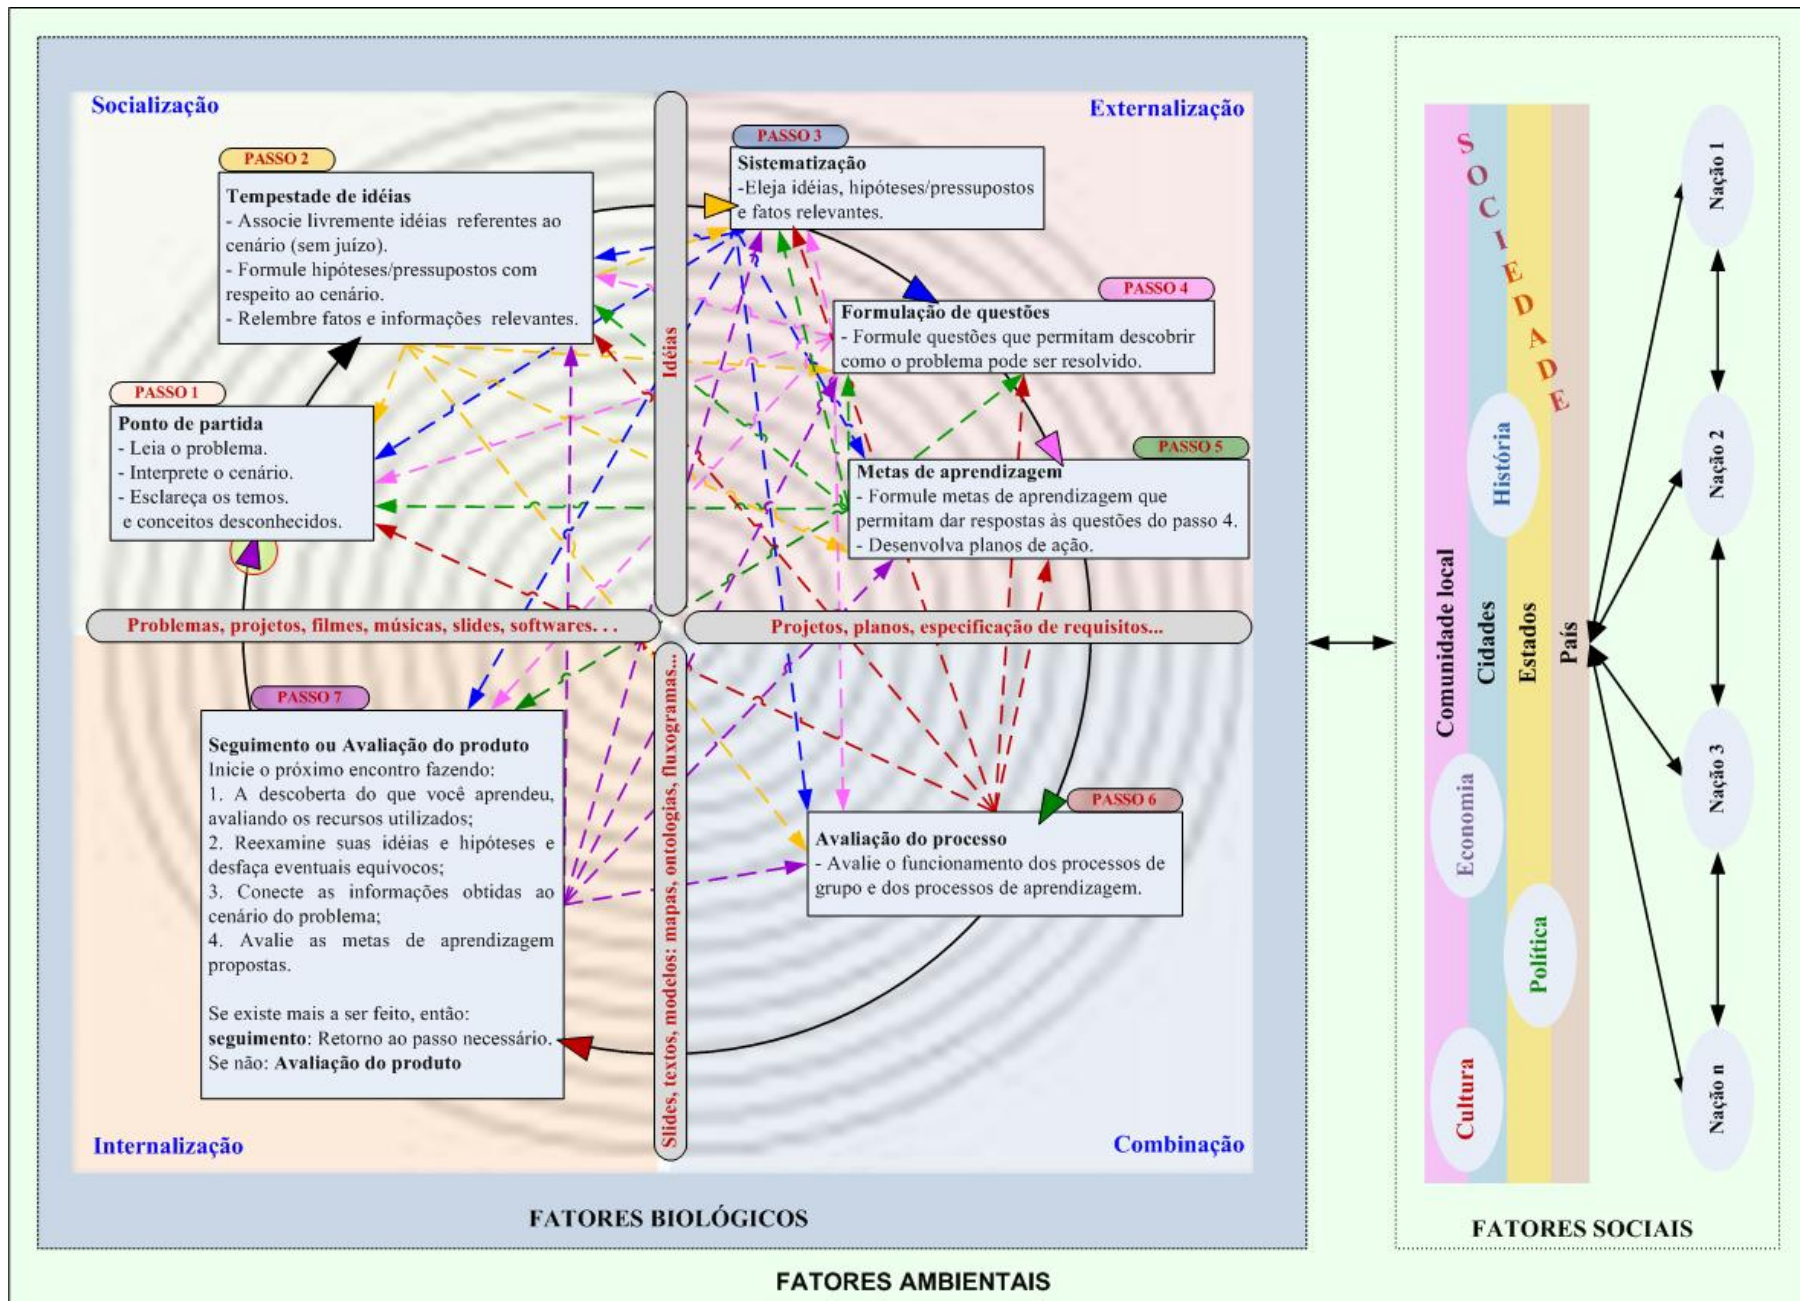 Socialização
Externalização
PASSO 2
Tempestade de idéias
- Associe livremente idéias referentes ao
cenário (sem juízo).
- Formule hipóteses/pressupostos com
respeito ao cenário.
- Relembre fatos e informações relevantes.
PASSO 3
Sistematização
-Eleja idéias, hipóteses/pressupostos
e fatos relevantes.
PASSO 4
Formulação de questões
- Formule questões que permitam descobrir
como o problema pode ser resolvido.
PASSO 1
Ponto de partida
- Leia o problema.
- Interprete o cenário.
- Esclareça os temos.
e conceitos desconhecidos.
PASSO 5
Metas de aprendizagem
- Formule metas de aprendizagem que
permitam dar respostas às questões do passo 4.
- Desenvolva planos de ação.
Idéias
Problemas, projetos, filmes, músicas, slides, softwares. . .
Projetos, planos, especificação de requisitos...
Slides, textos, modelos: mapas, ontologias, fluxogramas...
PASSO 7
Seguimento ou Avaliação do produto
Inicie o próximo encontro fazendo:
1. A descoberta do que você aprendeu,
avaliando os recursos utilizados;
2. Reexamine suas idéias e hipóteses e
desfaça eventuais equívocos;
3. Conecte as informações obtidas ao
cenário do problema;
4. Avalie as metas de aprendizagem
propostas.
Se existe mais a ser feito, então:
seguimento: Retorno ao passo necessário.
Se não: Avaliação do produto
PASSO 6
Avaliação do processo
- Avalie o funcionamento dos processos de
grupo e dos processos de aprendizagem.
Internalização
Combinação
FATORES BIOLÓGICOS
SOCIEDADE
Comunidade local
Cidades
Estados
País
História
Economia
Política
Cultura
Nação 1
Nação 2
Nação 3
Nação n
FATORES SOCIAIS
FATORES AMBIENTAIS